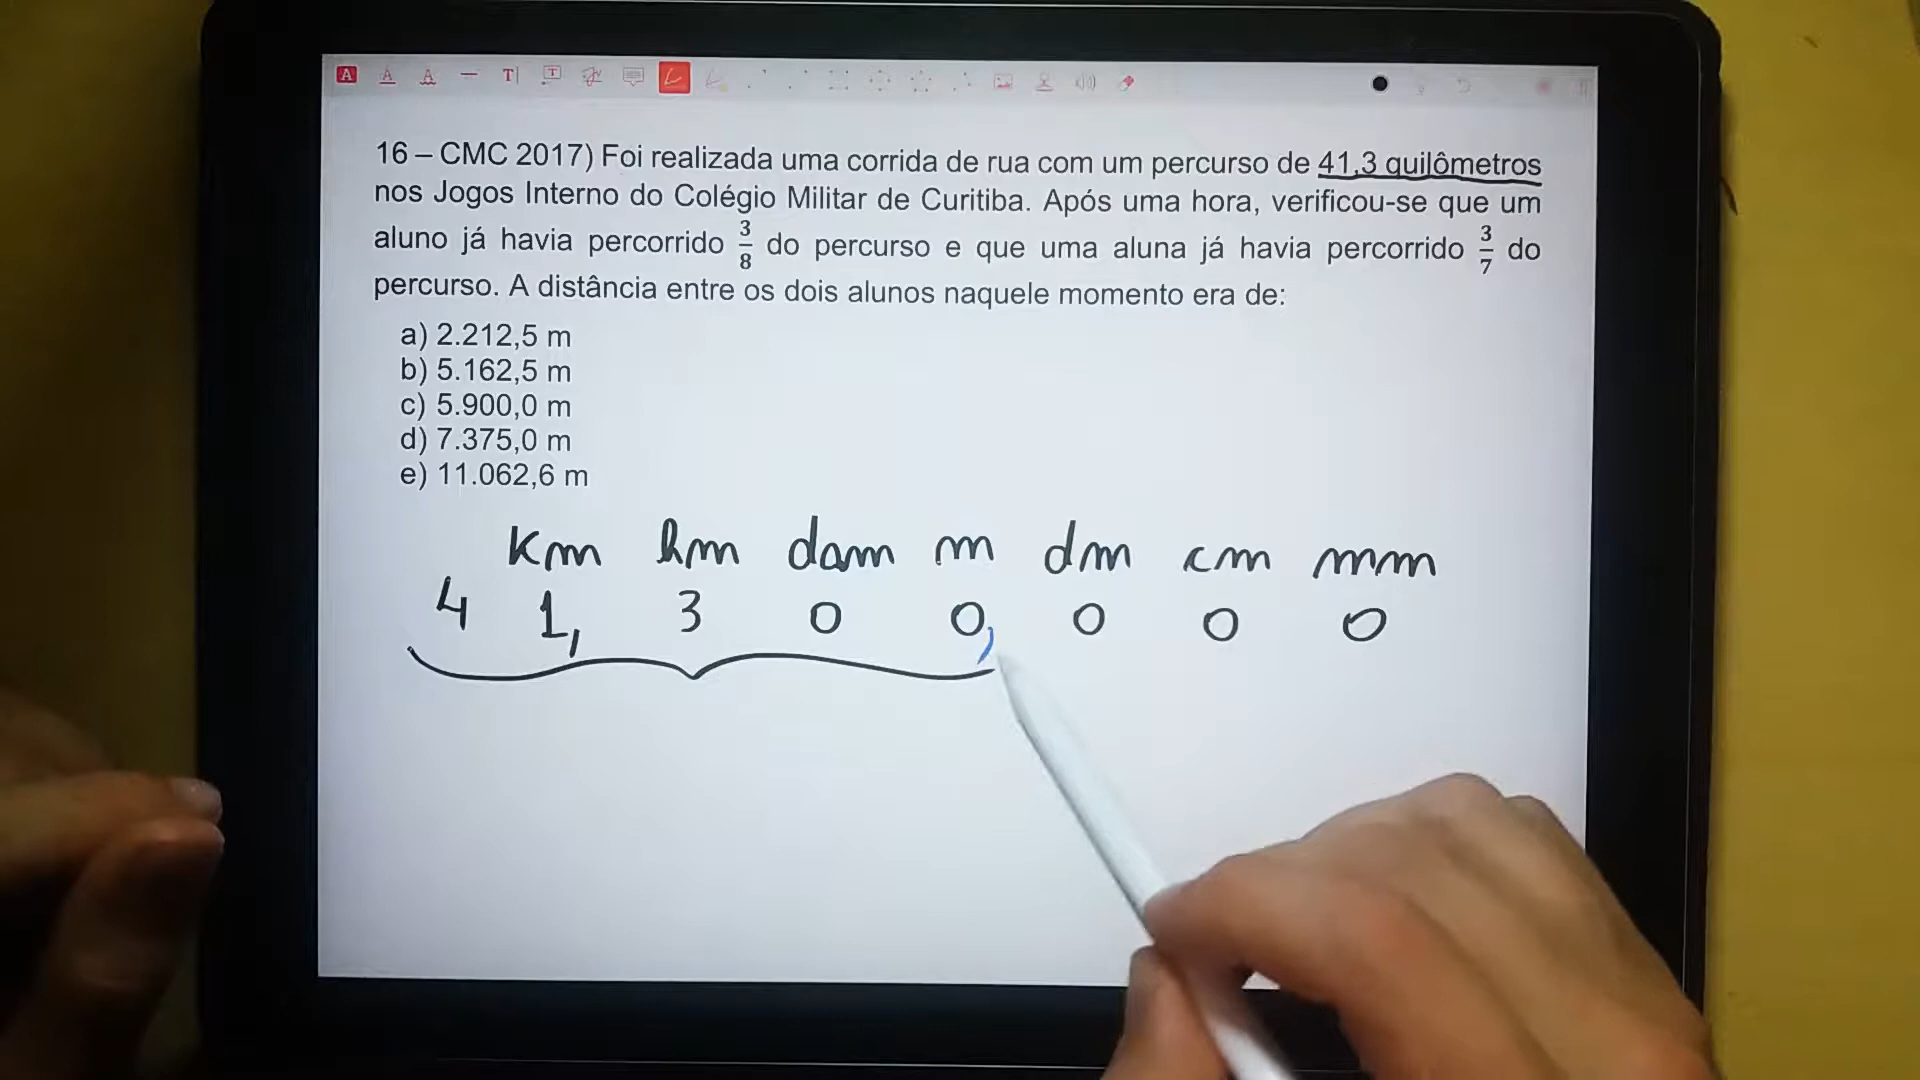 16 – CMC 2017) Foi realizada uma corrida de rua com um percurso de 41,3 quilômetros
nos Jogos Interno do Colégio Militar de Curitiba. Após uma hora, verificou-se que um
aluno já havia percorrido 3/8 do percurso e que uma aluna já havia percorrido 3/7 do
percurso. A distância entre os dois alunos naquele momento era de:
a) 2.212,5 m
b) 5.162,5 m
c) 5.900,0 m
d) 7.375,0 m
e) 11.062,6 m
km hm dam m dm cm mm
4 1, 3 0 0, 0 0 0